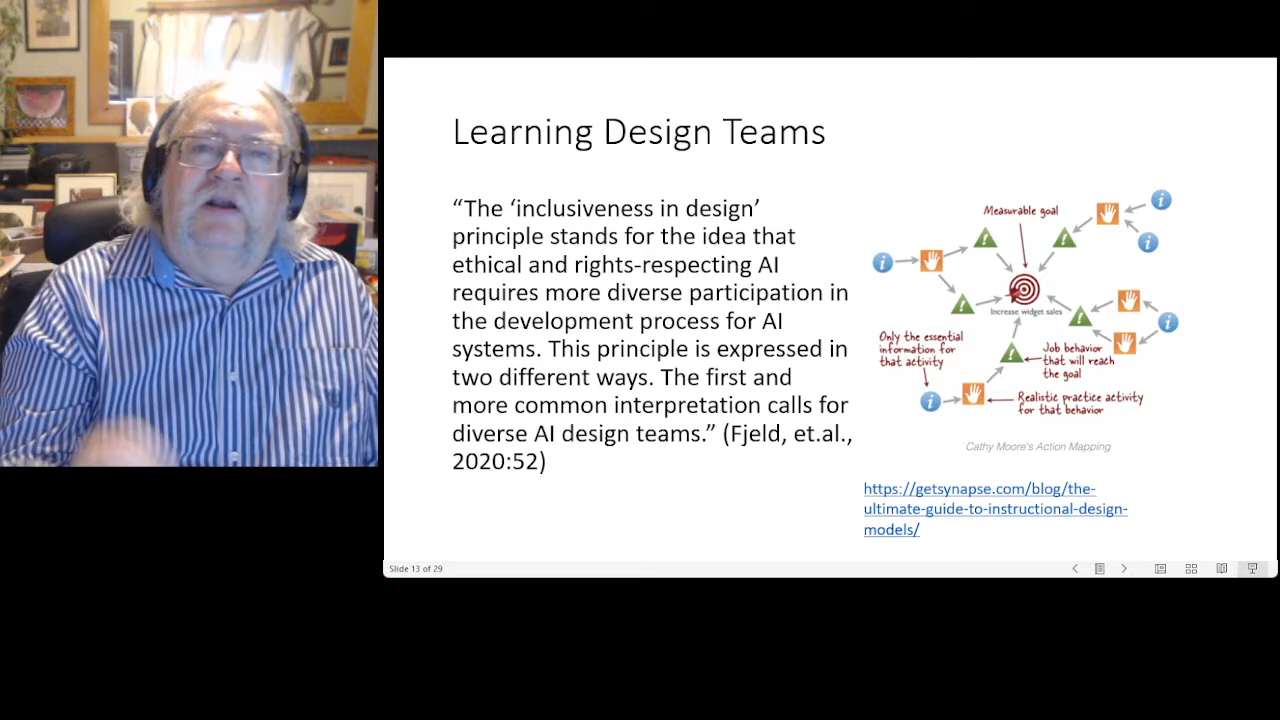 Learning Design Teams
“The ‘inclusiveness in design’
principle stands for the idea that
ethical and rights-respecting AI
requires more diverse participation in
the development process for AI
systems. This principle is expressed in
two different ways. The first and
more common interpretation calls for
diverse AI design teams.” (Fjeld, et.al.,
2020:52)
Measurable goal
Increase widget sales
Only the essential
information for
that activity
Job behavior
that will reach
the goal
Realistic practice activity
for that behavior
Cathy Moore's Action Mapping
https://getsynapse.com/blog/the-
ultimate-guide-to-instructional-design-
models/
Slide 13 of 29